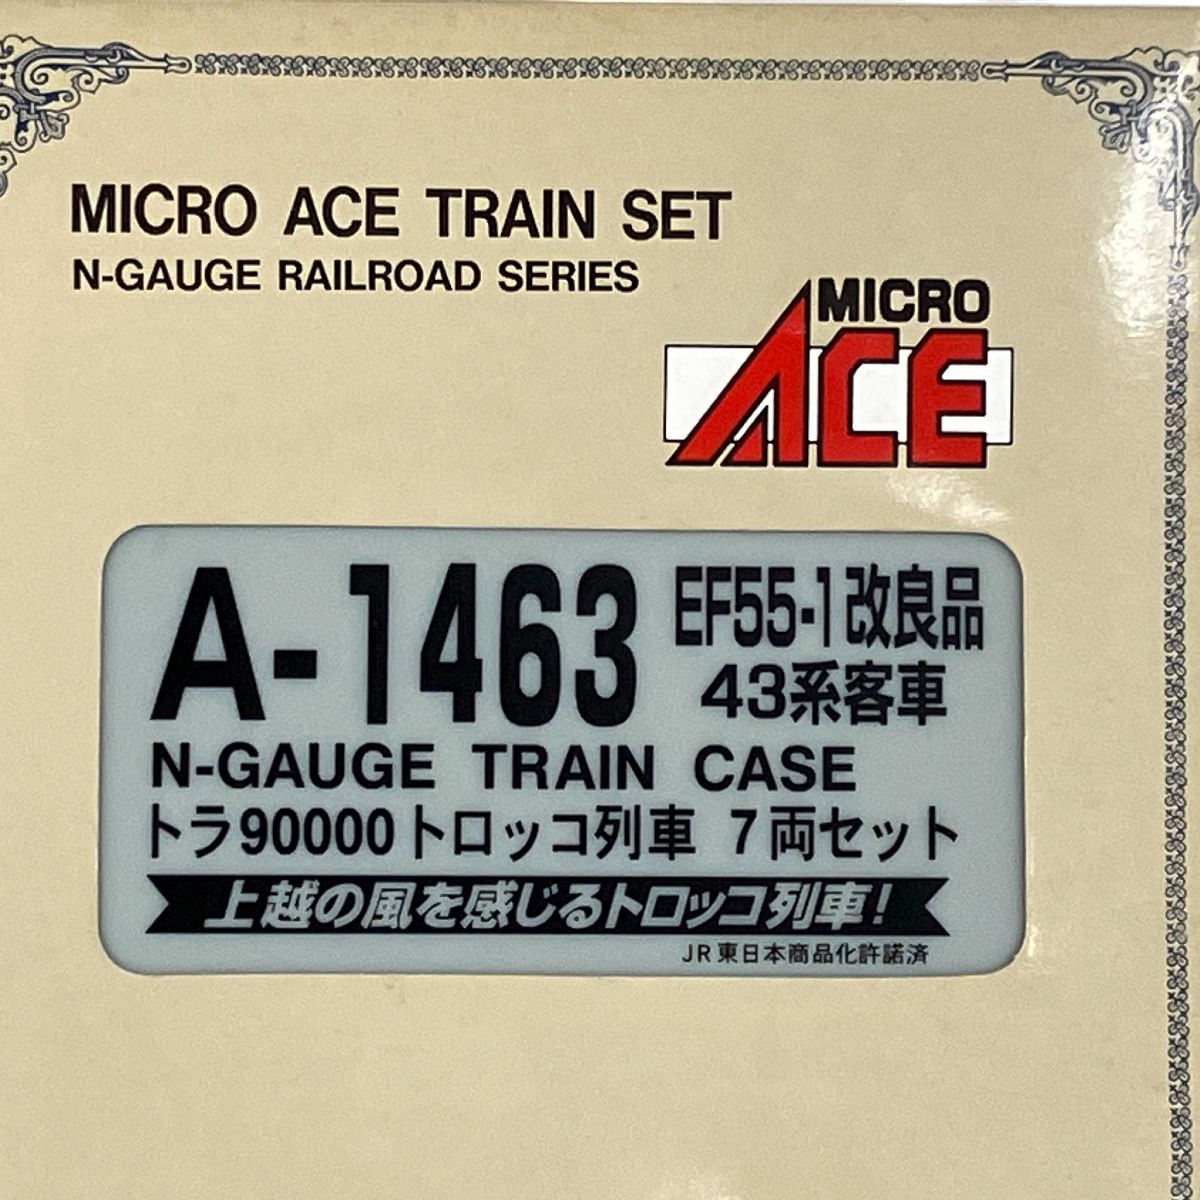 MICRO ACE TRAIN SET
N-GAUGE RAILROAD SERIES
MICRO
ACE
A-1463
EF55-1改良品
43系客車
N-GAUGE TRAIN CASE
トラ90000トロッコ列車 7両セット
上越の風を感じるトロッコ列車!
JR東日本商品化許諾済